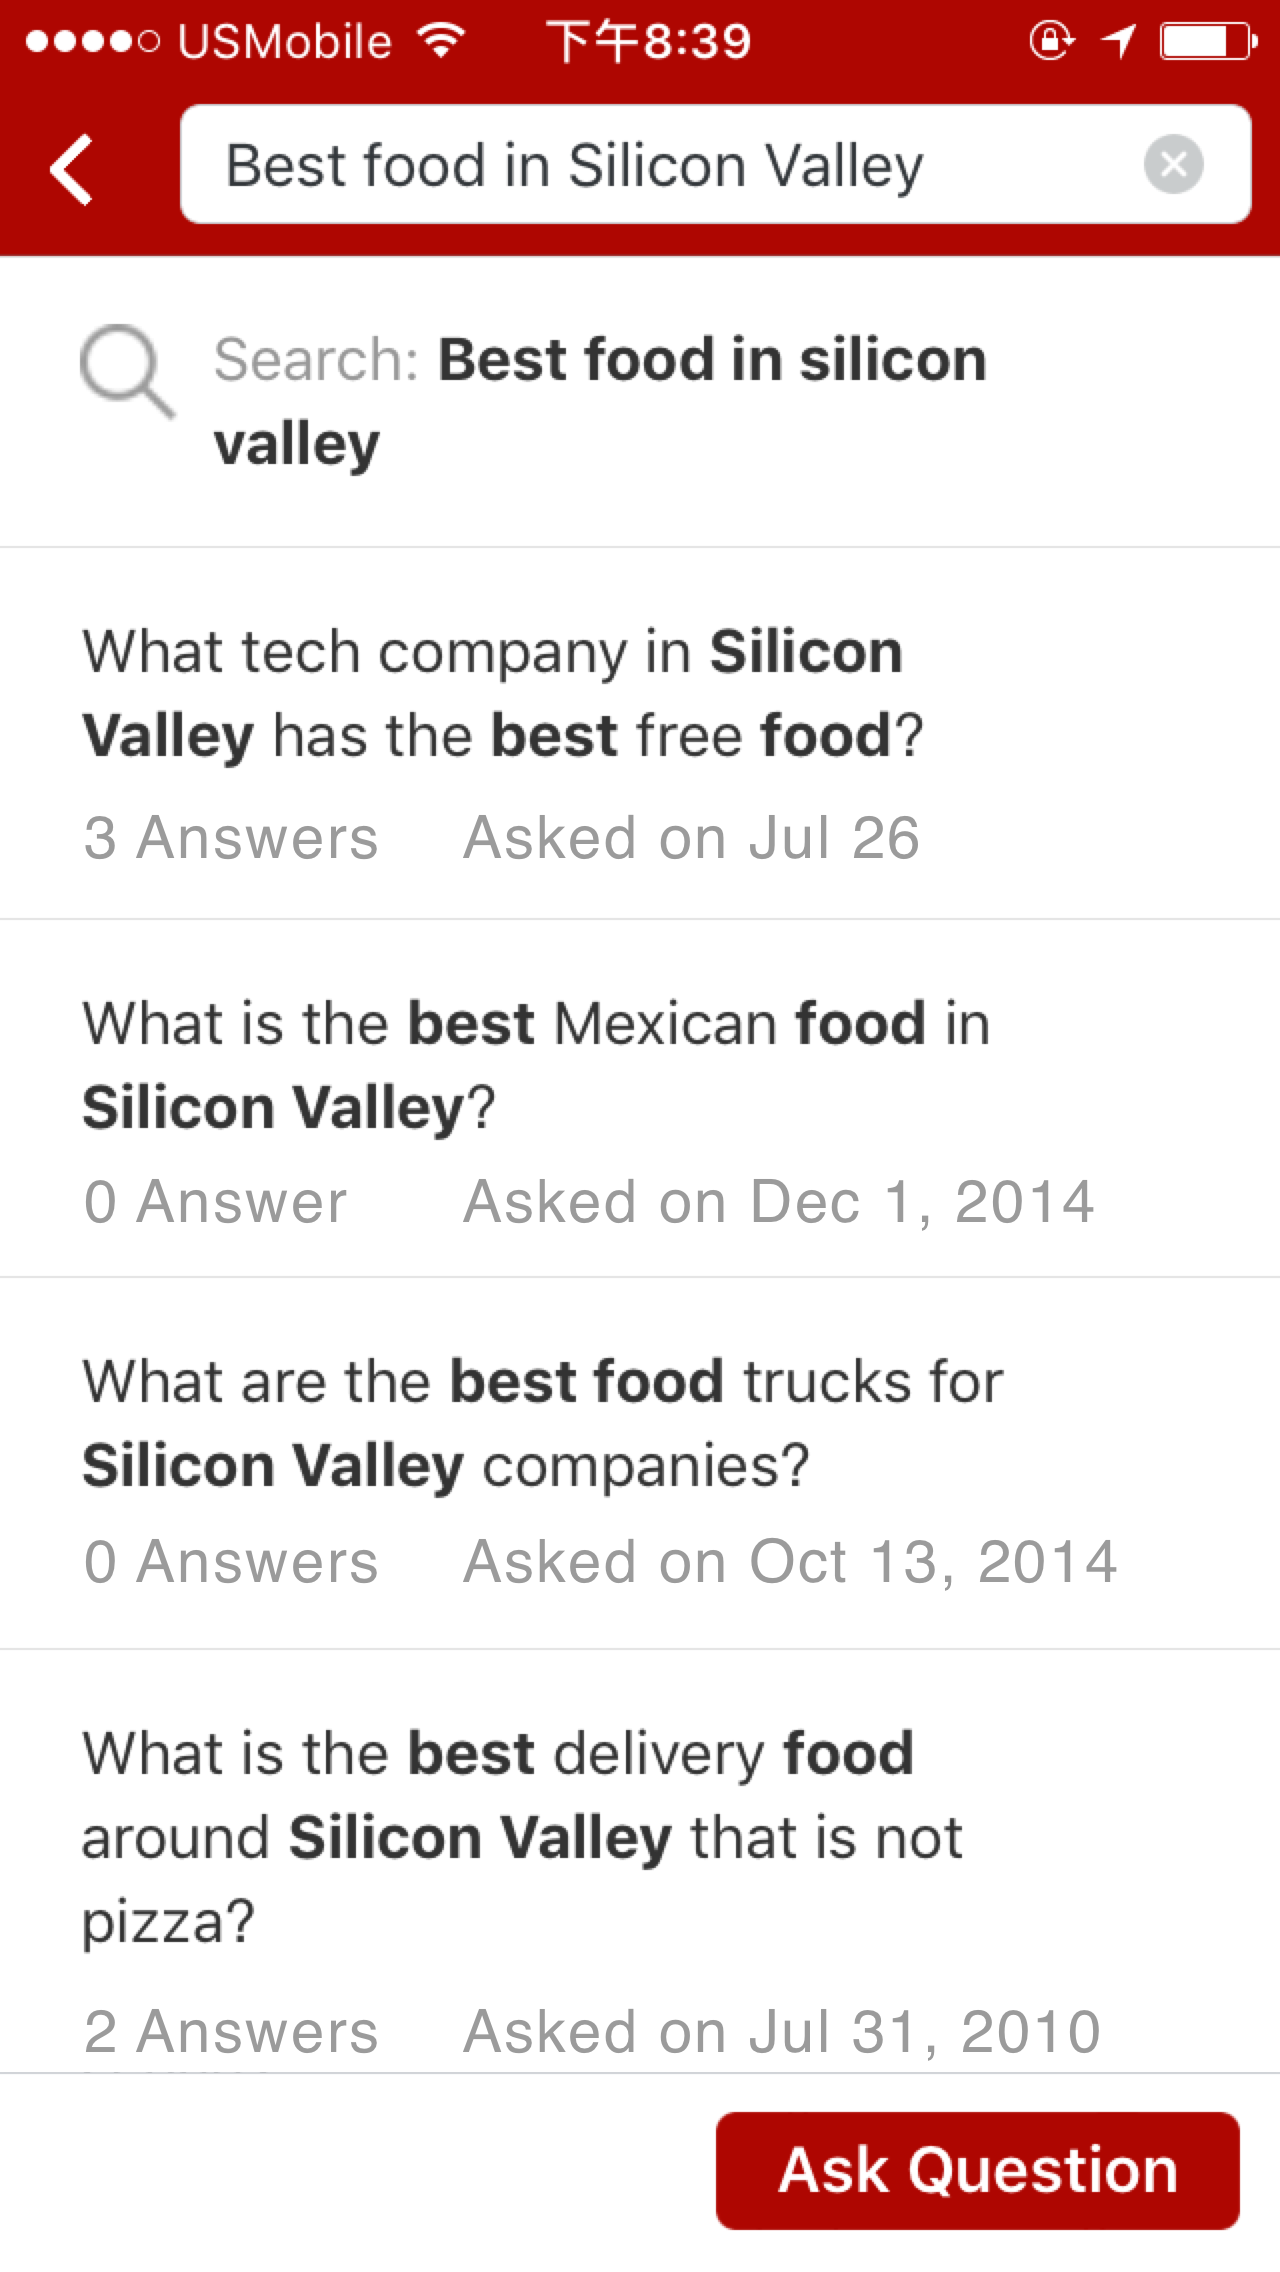 USMobile 下午8:39
Best food in Silicon Valley
Search: Best food in silicon
valley
What tech company in Silicon
Valley has the best free food?
3 Answers Asked on Jul 26
What is the best Mexican food in
Silicon Valley?
0 Answer Asked on Dec 1, 2014
What are the best food trucks for
Silicon Valley companies?
0 Answers Asked on Oct 13, 2014
What is the best delivery food
around Silicon Valley that is not
pizza?
2 Answers Asked on Jul 31, 2010
Ask Question